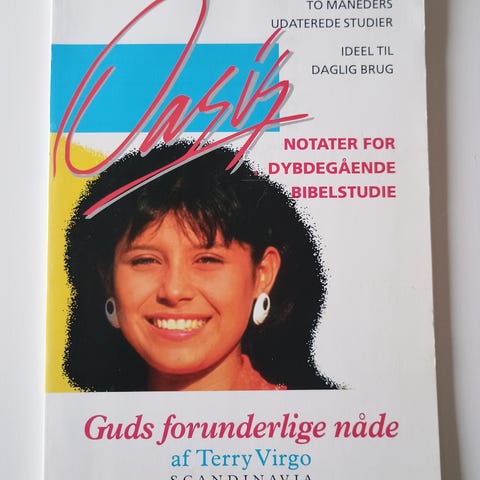 TO MÅNEDERS
UDATEREDE STUDIER
IDEEL TIL
DAGLIG BRUG
Oasis
NOTATER FOR
DYBDEGÅENDE
BIBELSTUDIE
Guds forunderlige nåde
af Terry Virgo
SCANDINAVIA